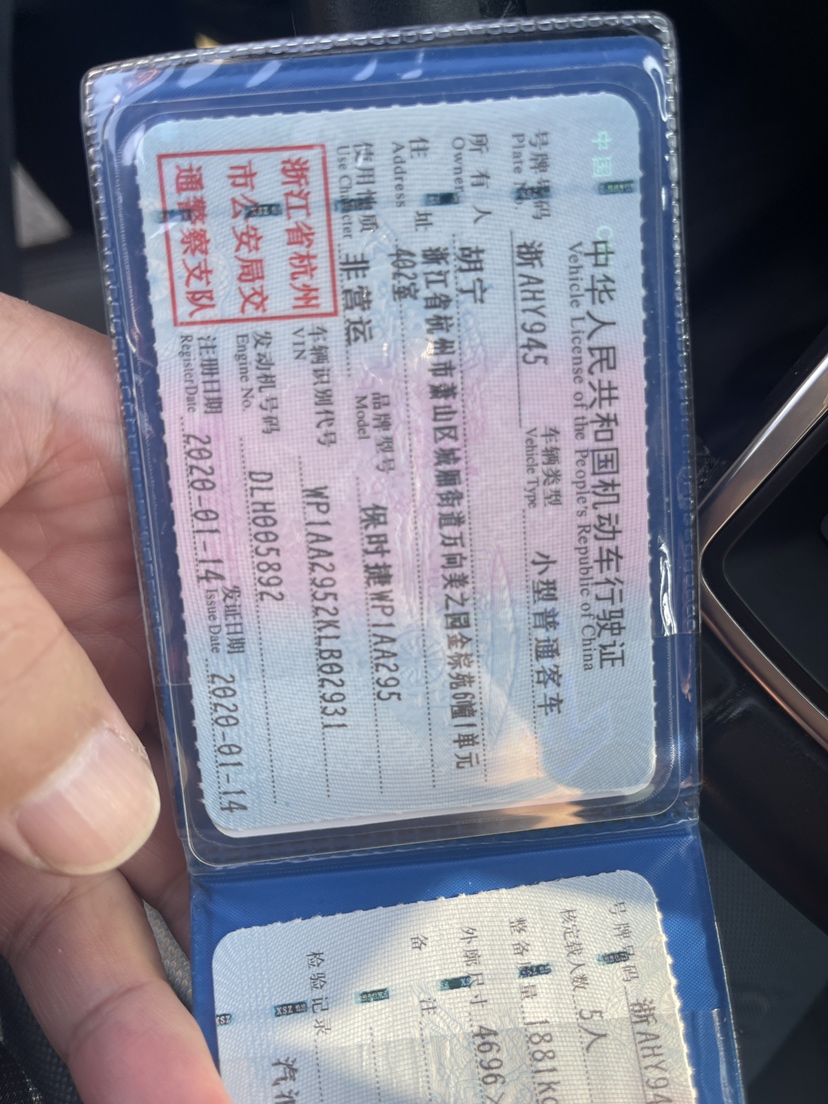 中华人民共和国机动车行驶证
Vehicle License of the People's Republic of China
号牌号码 浙AHY945 车辆类型 小型普通客车
Plate No. Vehicle Type
所有人 胡宁
Owner
住址 浙江省杭州市萧山区城厢街道万向美之园金棕苑6幢1单元
Address 402室
使用性质 非营运 品牌型号 保时捷WP1AA295
Use Character Model
浙江省杭州
市公安局交
通警察支队
车辆识别代号 WP1AA2952KLB02931
VIN
发动机号码 DLH005892
Engine No.
注册日期 2020-01-14 发证日期 2020-01-14
Register Date Issue Date
号牌号码 浙AHY94
核定载人数 5人
整备质量 1881kg
外廓尺寸 4696×
备注
检验记录 汽油